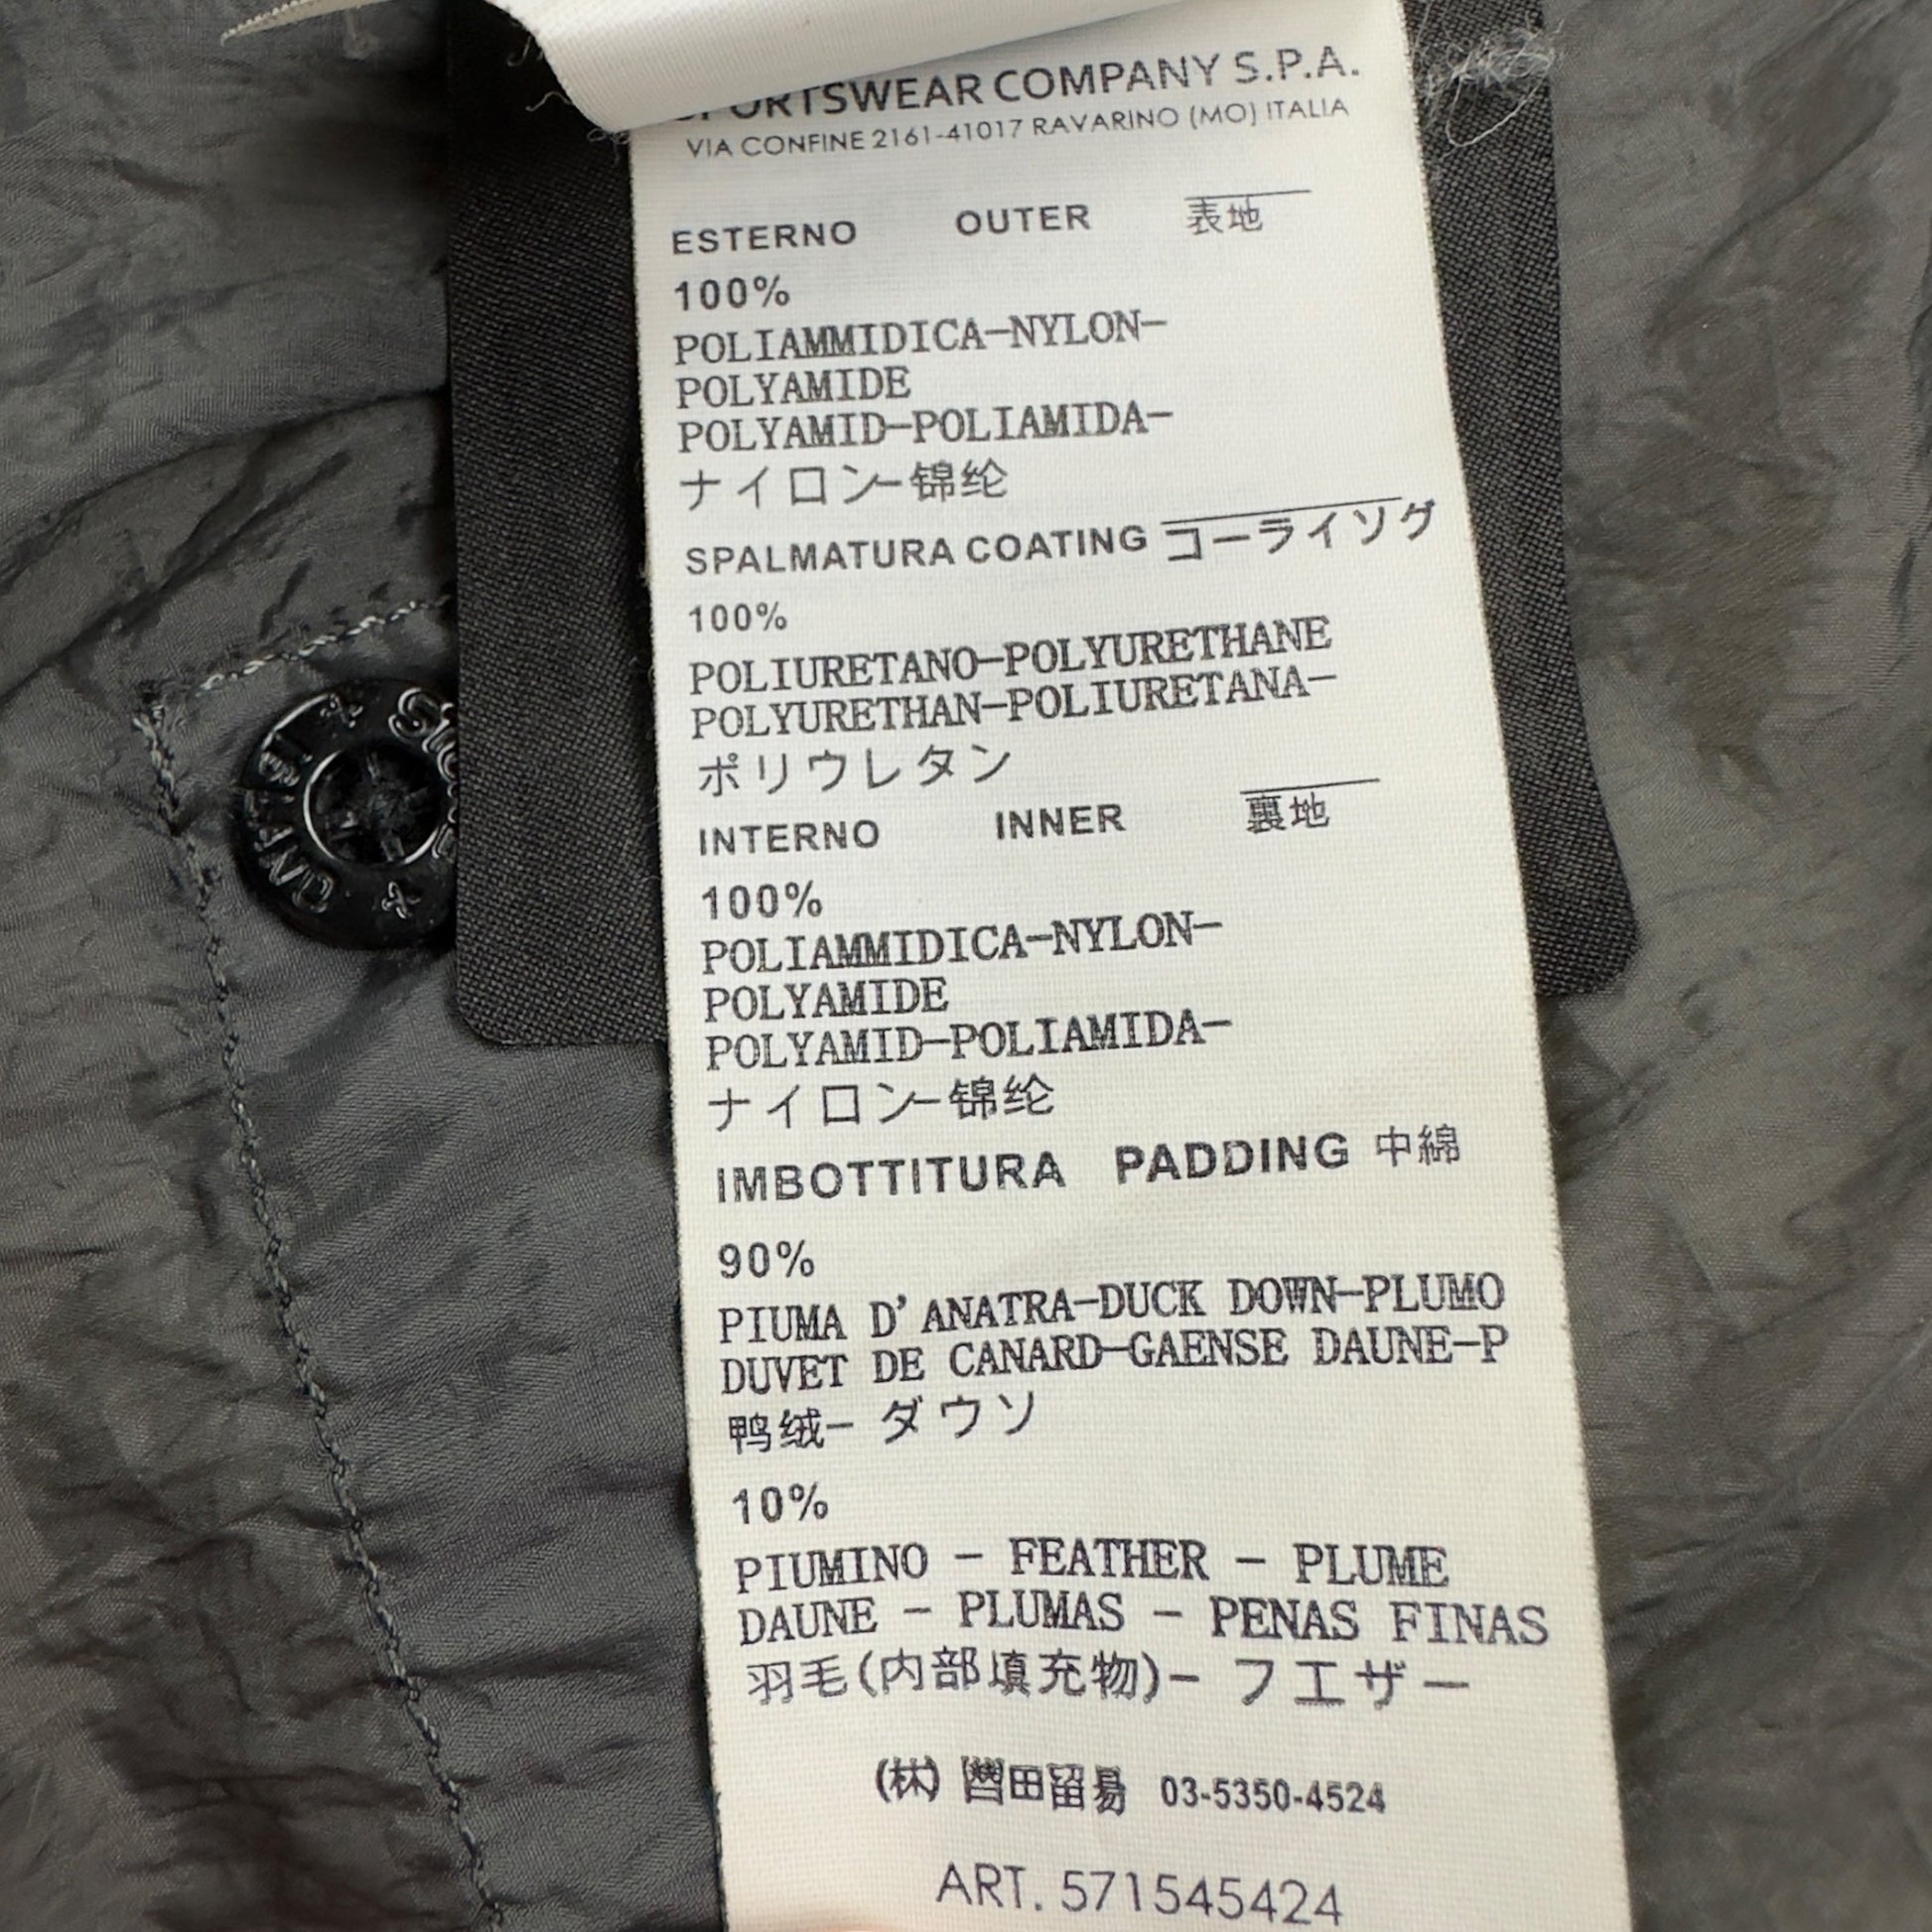 SPORTSWEAR COMPANY S.P.A.
VIA CONFINE 2161-41017 RAVARINO (MO) ITALIA
ESTERNO OUTER 表地
100%
POLIAMMIDICA-NYLON-
POLYAMIDE
POLYAMID-POLIAMIDA-
ナイロン-锦纶
SPALMATURA COATING コーライソグ
100%
POLIURETANO-POLYURETHANE
POLYURETHAN-POLIURETANA-
ポリウレタン
INTERNO INNER 裏地
100%
POLIAMMIDICA-NYLON-
POLYAMIDE
POLYAMID-POLIAMIDA-
ナイロン-锦纶
IMBOTTITURA PADDING 中綿
90%
PIUMA D'ANATRA-DUCK DOWN-PLUMO
DUVET DE CANARD-GAENSE DAUNE-P
鸭绒- ダウソ
10%
PIUMINO - FEATHER - PLUME
DAUNE - PLUMAS - PENAS FINAS
羽毛(内部填充物)- フエザー
(林) 田留易 03-5350-4524
ART. 571545424